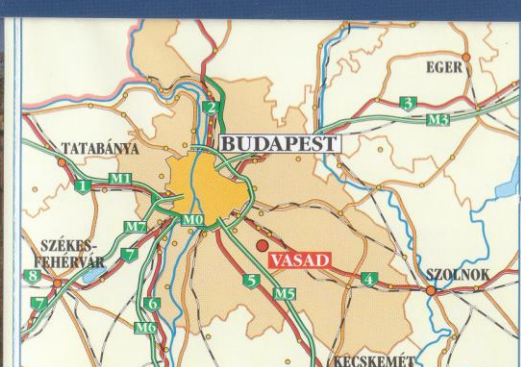 EGER
2
3
M3
BUDAPEST
TATABÁNYA
1
M1
M7
M0
SZÉKES-
FEHÉRVÁR
7
8
7
VASAD
5
M5
4
SZOLNOK
6
M6
KECSKEMÉT